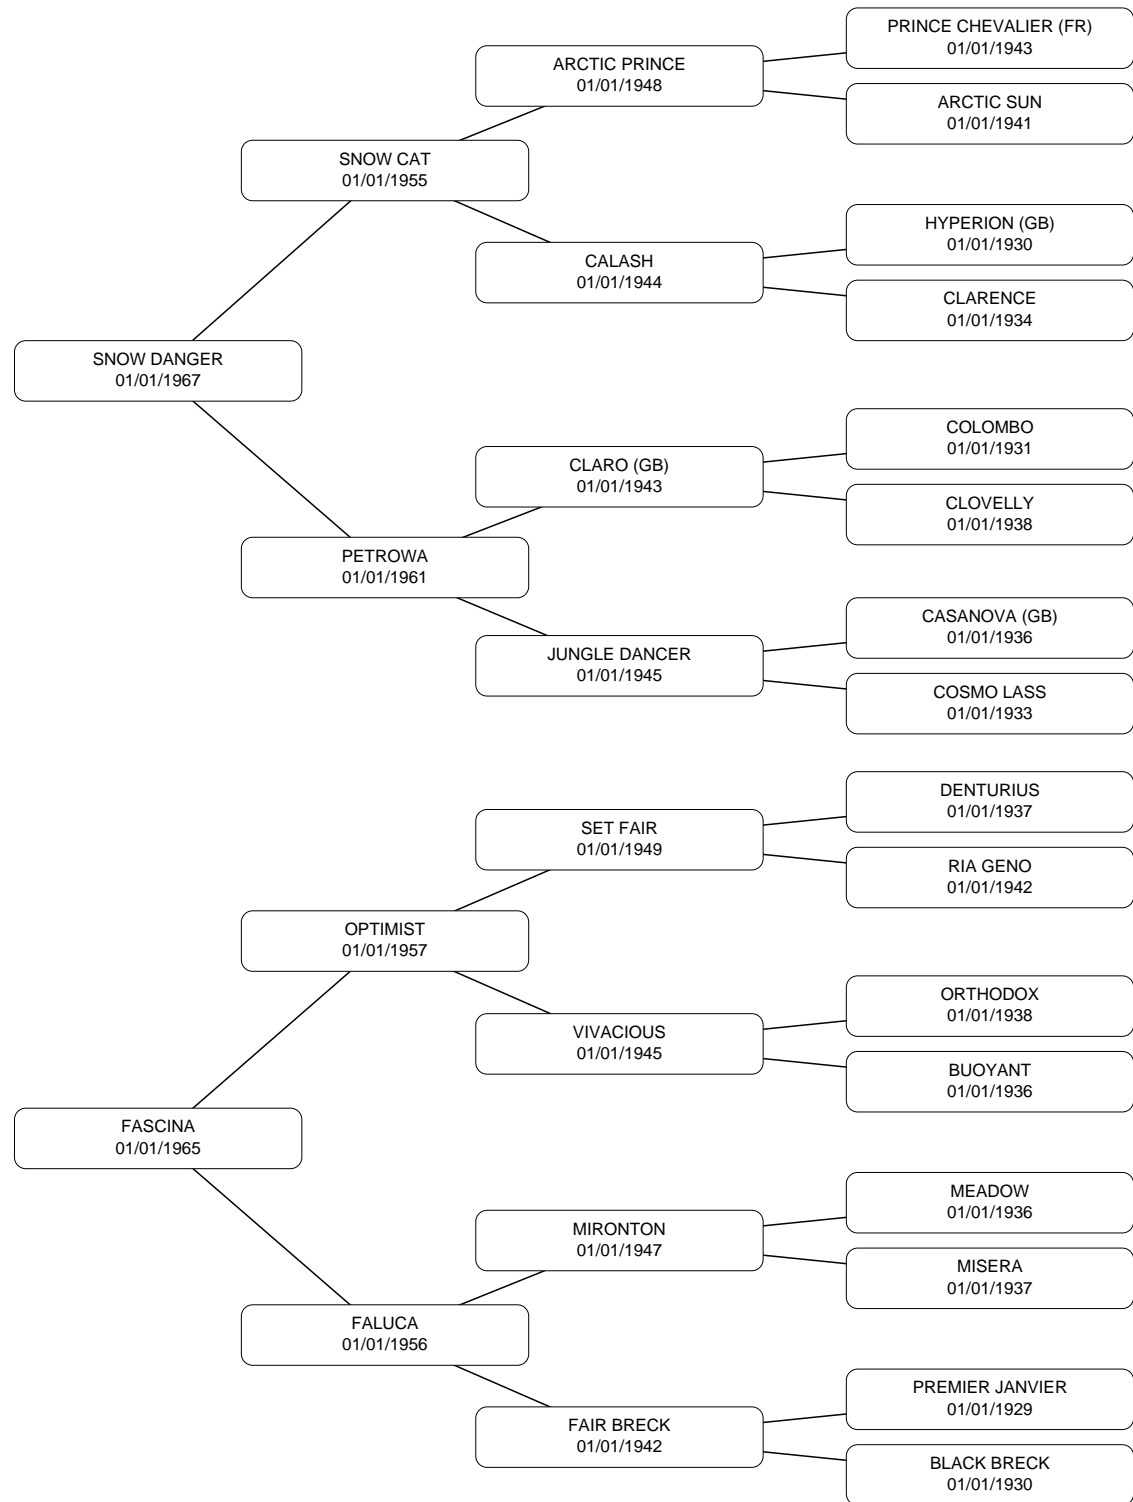 PRINCE CHEVALIER (FR)
01/01/1943
ARCTIC PRINCE
01/01/1948
ARCTIC SUN
01/01/1941
SNOW CAT
01/01/1955
HYPERION (GB)
01/01/1930
CALASH
01/01/1944
CLARENCE
01/01/1934
SNOW DANGER
01/01/1967
COLOMBO
01/01/1931
CLARO (GB)
01/01/1943
CLOVELLY
01/01/1938
PETROWA
01/01/1961
CASANOVA (GB)
01/01/1936
JUNGLE DANCER
01/01/1945
COSMO LASS
01/01/1933
DENTURIUS
01/01/1937
SET FAIR
01/01/1949
RIA GENO
01/01/1942
OPTIMIST
01/01/1957
ORTHODOX
01/01/1938
VIVACIOUS
01/01/1945
BUOYANT
01/01/1936
FASCINA
01/01/1965
MEADOW
01/01/1936
MIRONTON
01/01/1947
MISERA
01/01/1937
FALUCA
01/01/1956
PREMIER JANVIER
01/01/1929
FAIR BRECK
01/01/1942
BLACK BRECK
01/01/1930